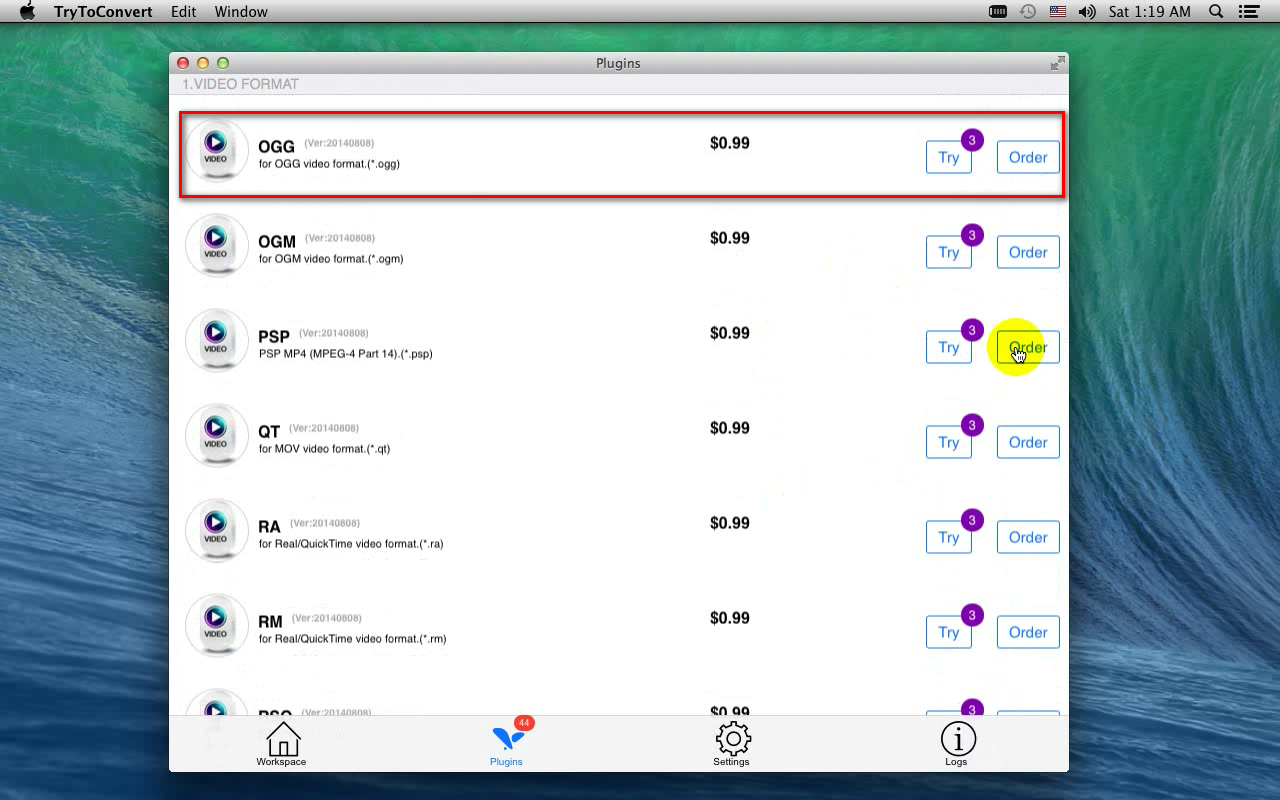 TryToConvert Edit Window Sat 1:19 AM
Plugins
1.VIDEO FORMAT
VIDEO OGG (Ver:20140808) $0.99 Try 3 Order
for OGG video format.(*.ogg)
VIDEO OGM (Ver:20140808) $0.99 Try 3 Order
for OGM video format.(*.ogm)
VIDEO PSP (Ver:20140808) $0.99 Try 3 Order
PSP MP4 (MPEG-4 Part 14).(*.psp)
VIDEO QT (Ver:20140808) $0.99 Try 3 Order
for MOV video format.(*.qt)
VIDEO RA (Ver:20140808) $0.99 Try 3 Order
for Real/QuickTime video format.(*.ra)
VIDEO RM (Ver:20140808) $0.99 Try 3 Order
for Real/QuickTime video format.(*.rm)
(Ver:20140808) $0.99 3
44
Workspace Plugins Settings Logs